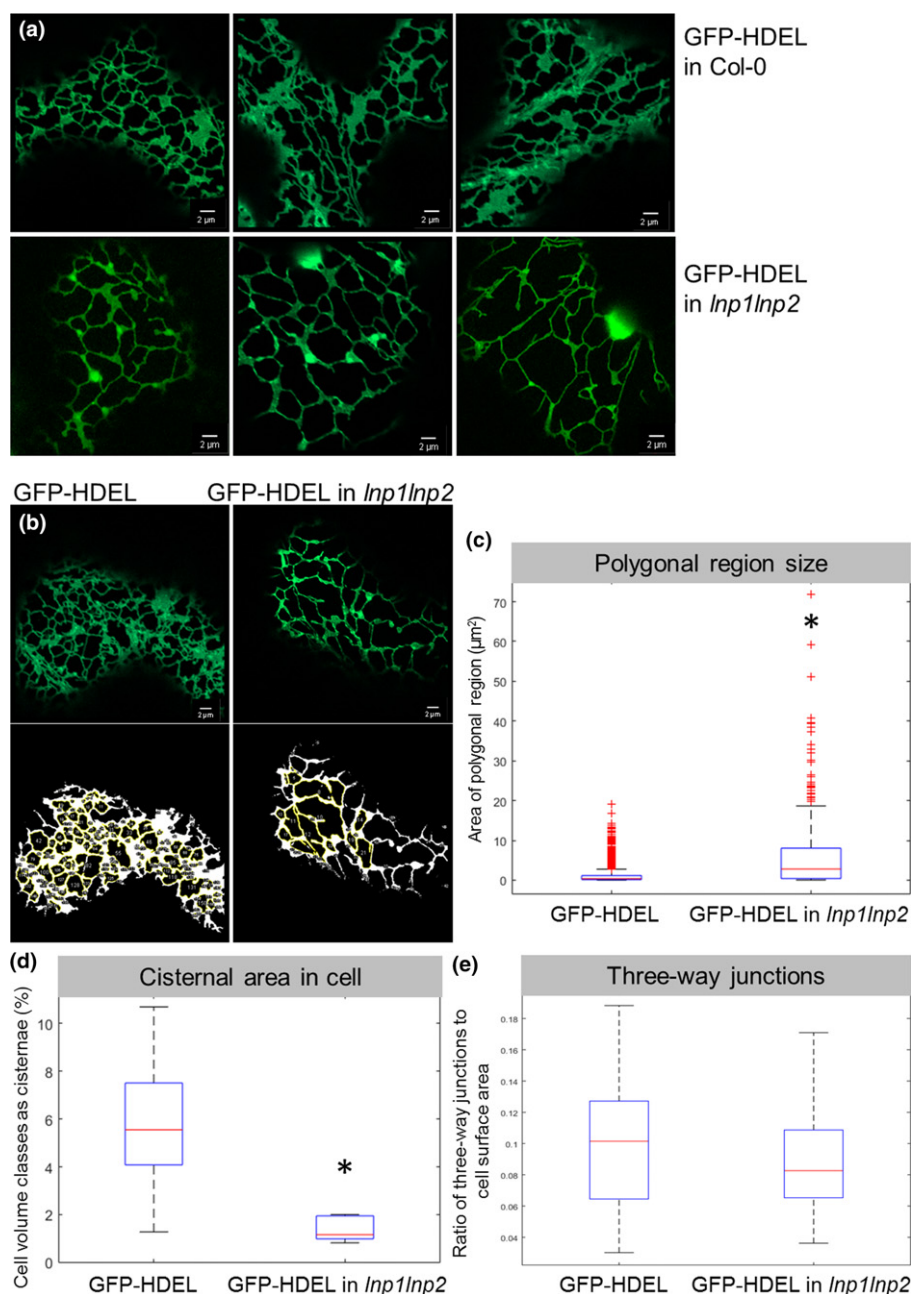 (a)
GFP-HDEL
in Col-0
2 µm
2 µm
2 µm
GFP-HDEL
in lnp1lnp2
2 µm
2 µm
2 µm
GFP-HDEL
GFP-HDEL in lnp1lnp2
(b)
2 µm
2 µm
(c)
Polygonal region size
Area of polygonal region (µm²)
70
60
50
40
30
20
10
0
*
GFP-HDEL
GFP-HDEL in lnp1lnp2
(d)
Cisternal area in cell
Cell volume classes as cisternae (%)
10
8
6
4
2
0
*
GFP-HDEL
GFP-HDEL in lnp1lnp2
(e)
Three-way junctions
Ratio of three-way junctions to
cell surface area
0.18
0.16
0.14
0.12
0.1
0.08
0.06
0.04
GFP-HDEL
GFP-HDEL in lnp1lnp2